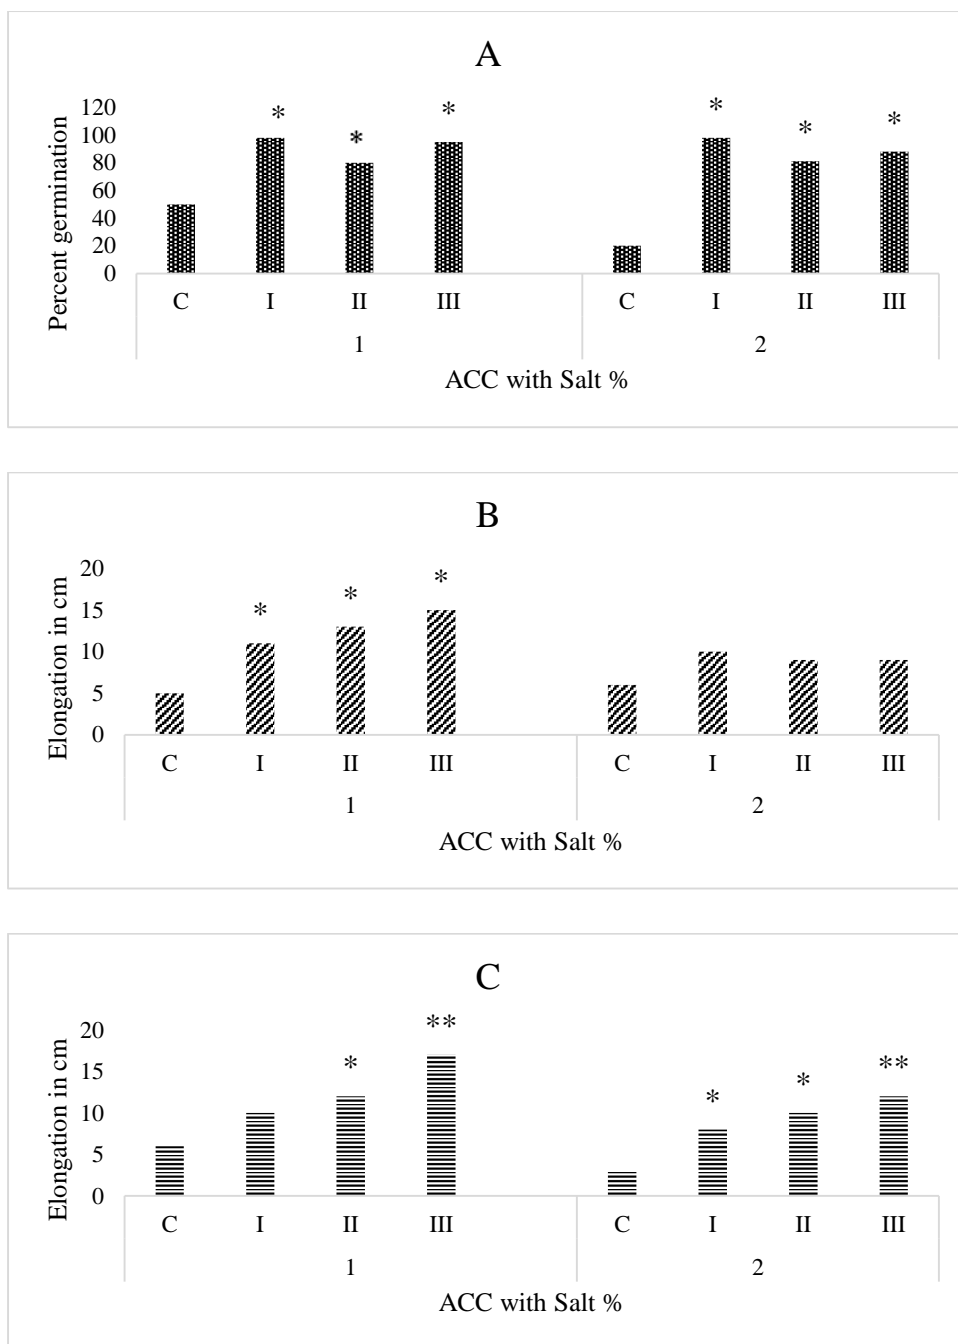 A
Percent germination
120
100
80
60
40
20
0
* * * * * *
C I II III C I II III
1 2
ACC with Salt %
B
Elongation in cm
20
15
10
5
0
* * *
C I II III C I II III
1 2
ACC with Salt %
C
Elongation in cm
20
15
10
5
0
* ** * * **
C I II III C I II III
1 2
ACC with Salt %